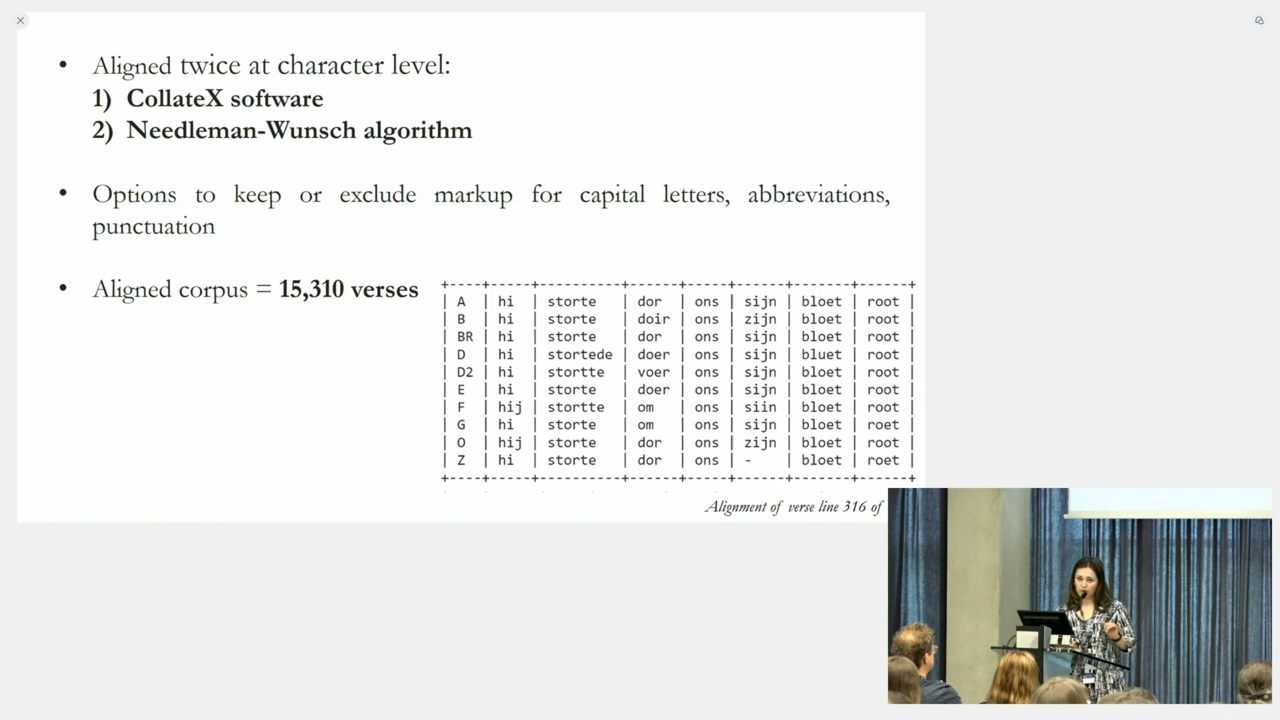 • Aligned twice at character level:
1) CollateX software
2) Needleman-Wunsch algorithm
• Options to keep or exclude markup for capital letters, abbreviations,
punctuation
• Aligned corpus = 15,310 verses
+----+-----+----------+------+-----+------+-------+------+
| A | hi | storte | dor | ons | sijn | bloet | root |
| B | hi | storte | doir | ons | zijn | bloet | root |
| BR | hi | storte | dor | ons | sijn | bloet | root |
| D | hi | stortede | doer | ons | sijn | bluet | root |
| D2 | hi | stortte | voer | ons | sijn | bloet | root |
| E | hi | storte | doer | ons | sijn | bloet | root |
| F | hij | stortte | om | ons | siin | bloet | root |
| G | hi | storte | om | ons | sijn | bloet | roet |
| O | hij | storte | dor | ons | zijn | bloet | root |
| Z | hi | storte | dor | ons | - | bloet | roet |
+----+-----+----------+------+-----+------+-------+------+
Alignment of verse line 316 of